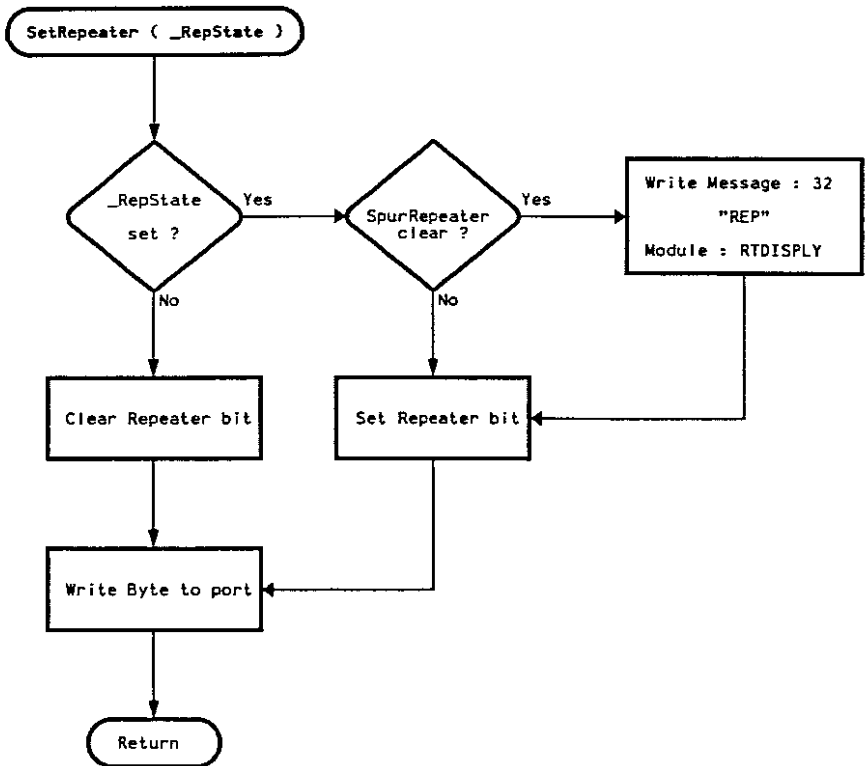 SetRepeater ( _RepState )
_RepState
set ?
Yes
No
SpurRepeater
clear ?
Yes
No
Write Message : 32
"REP"
Module : RTDISPLY
Clear Repeater bit
Set Repeater bit
Write Byte to port
Return